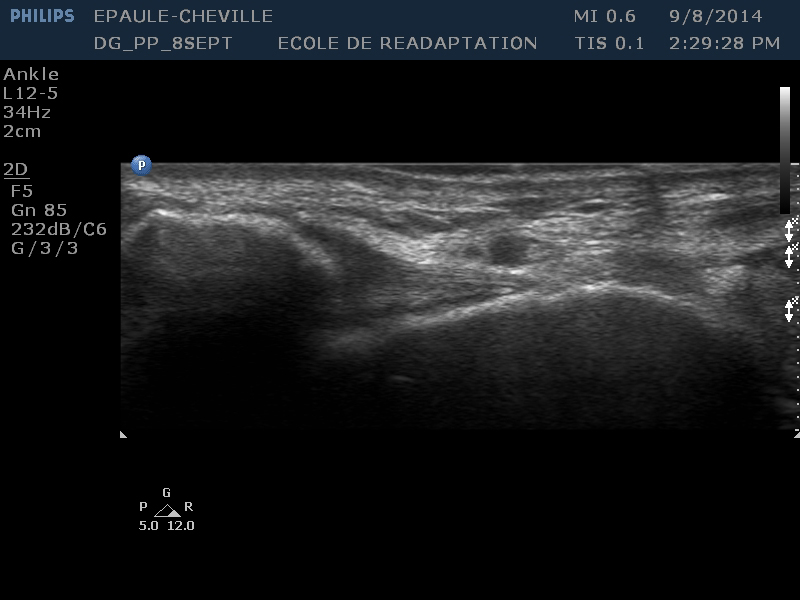 PHILIPS EPAULE-CHEVILLE MI 0.6 9/8/2014
DG_PP_8SEPT ECOLE DE READAPTATION TIS 0.1 2:29:28 PM
Ankle
L12-5
34Hz
2cm
2D
F5
Gn 85
232dB/C6
G/3/3
P
G
P R
5.0 12.0